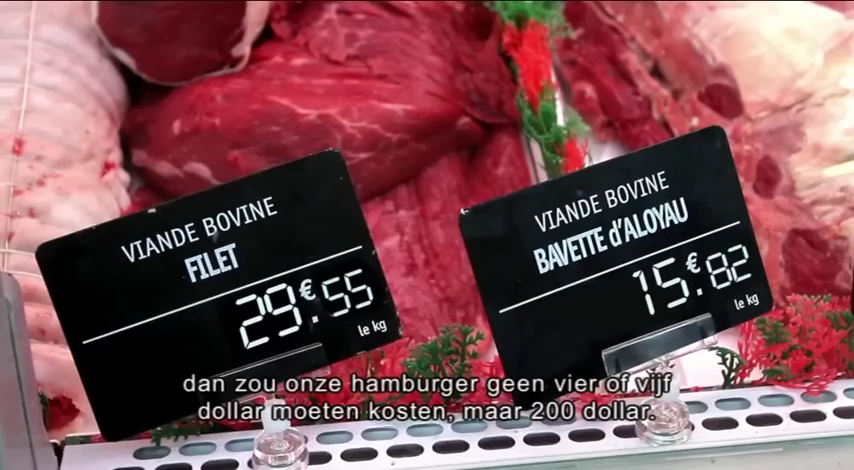 VIANDE BOVINE
FILET
29€.55
le kg
VIANDE BOVINE
BAVETTE d'ALOYAU
15€.82
le kg
dan zou onze hamburger geen vier of vijf
dollar moeten kosten, maar 200 dollar.